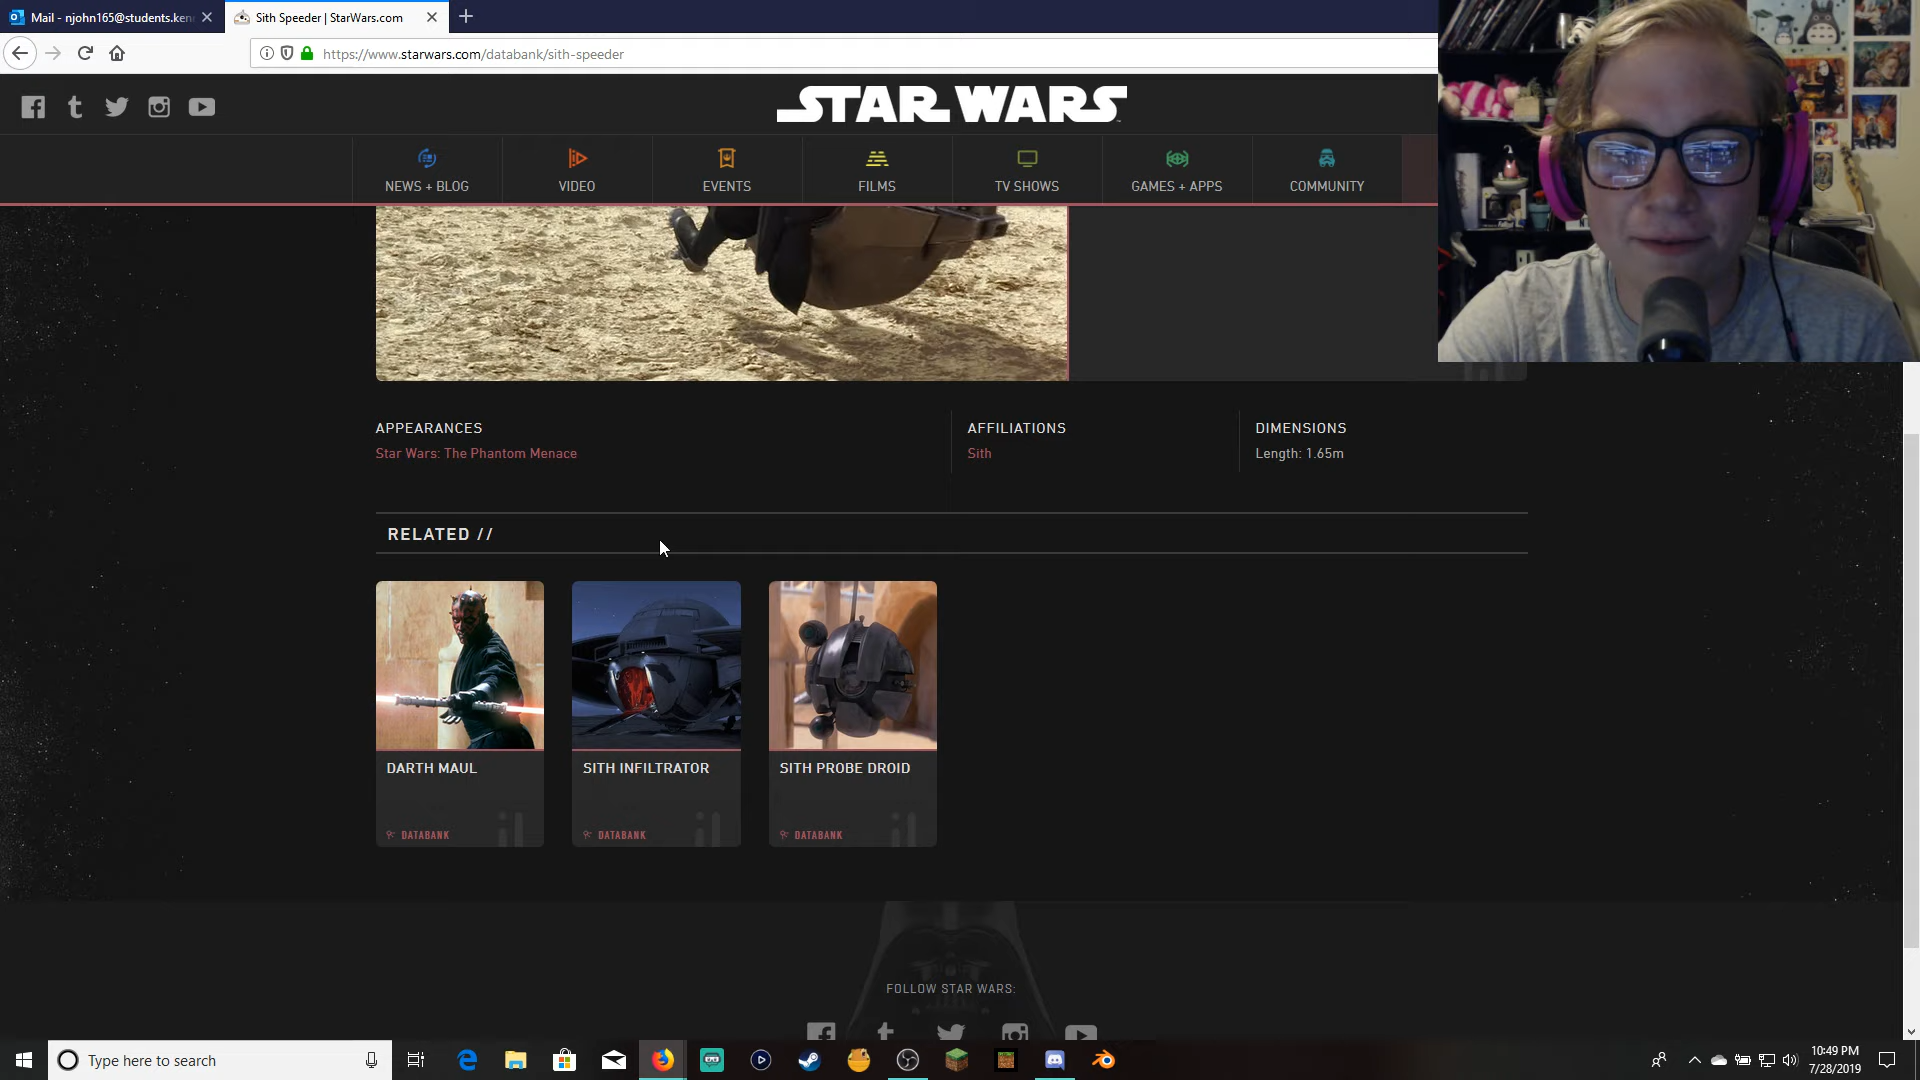 Mail - njohn165@students.ken
Sith Speeder | StarWars.com
https://www.starwars.com/databank/sith-speeder
STAR WARS
NEWS + BLOG
VIDEO
EVENTS
FILMS
TV SHOWS
GAMES + APPS
COMMUNITY
APPEARANCES
Star Wars: The Phantom Menace
AFFILIATIONS
Sith
DIMENSIONS
Length: 1.65m
RELATED //
DARTH MAUL
DATABANK
SITH INFILTRATOR
DATABANK
SITH PROBE DROID
DATABANK
FOLLOW STAR WARS:
Type here to search
10:49 PM
7/28/2019